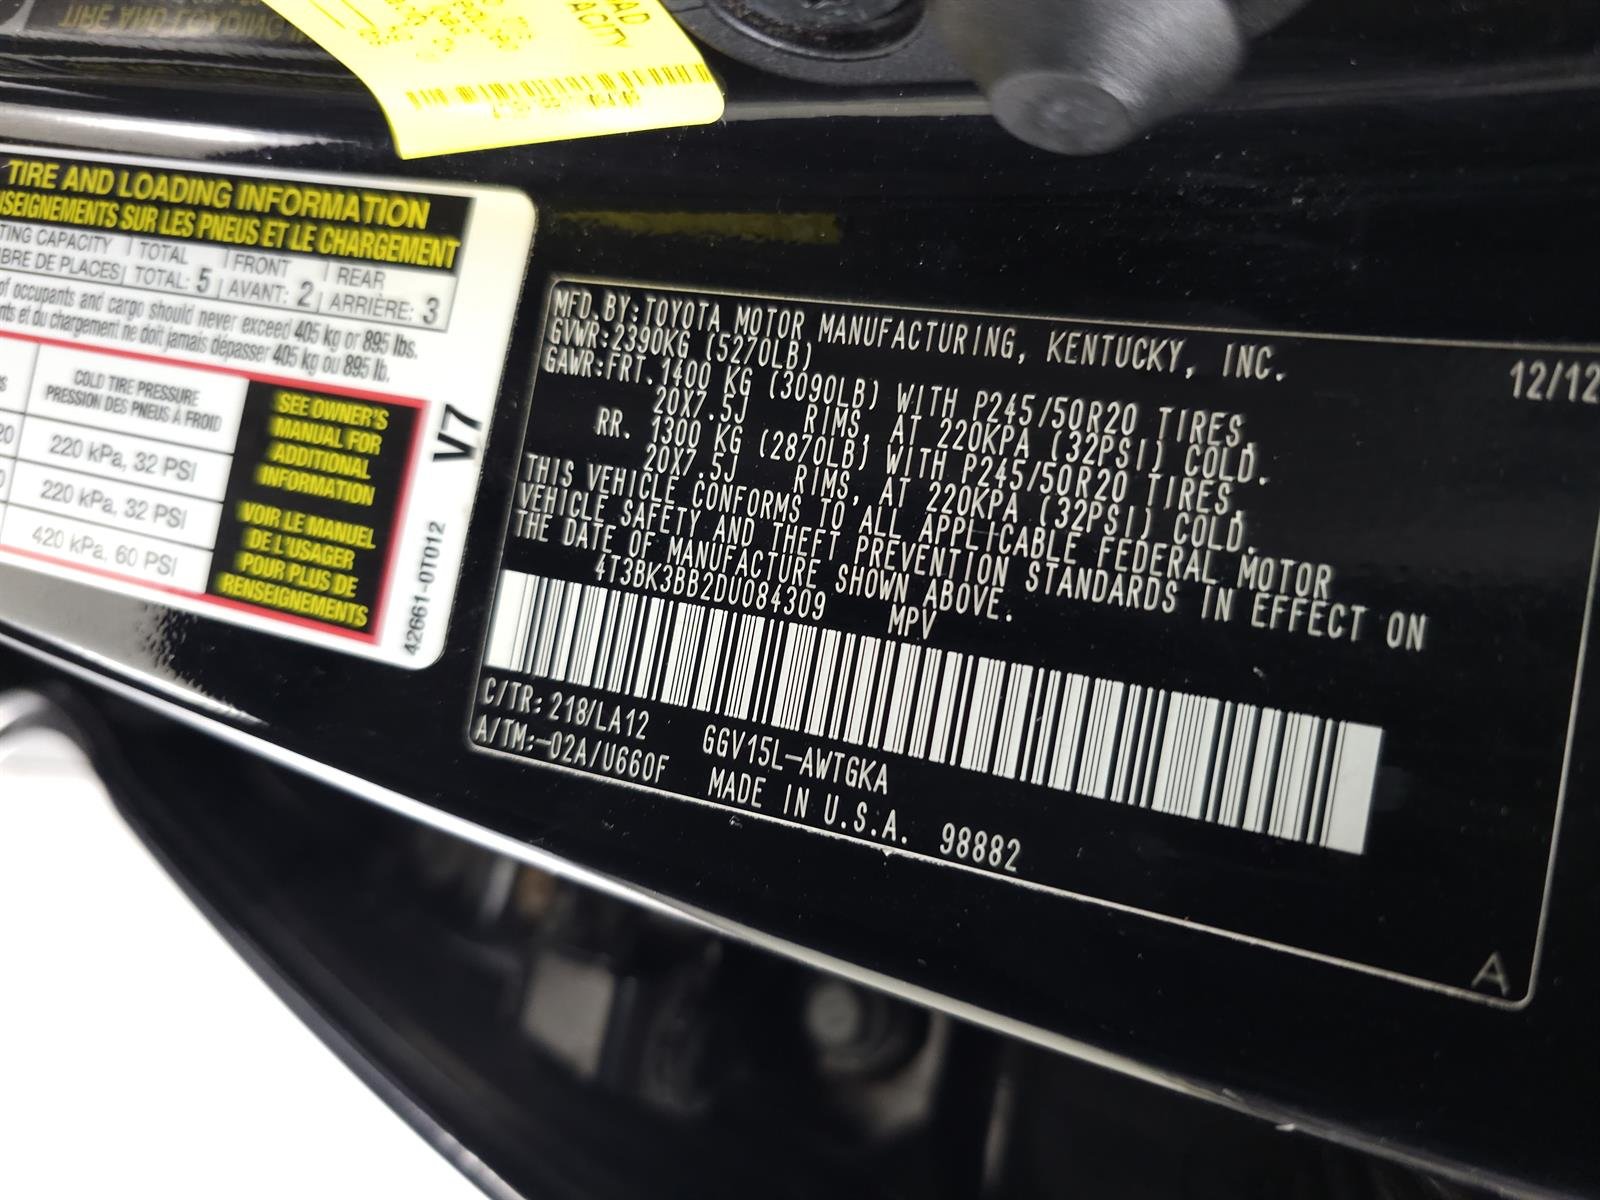 AD
ACITY
TIRE AND LOADING INFORMATION
SEIGNEMENTS SUR LES PNEUS ET LE CHARGEMENT
TING CAPACITY TOTAL FRONT REAR
BRE DE PLACES TOTAL: 5 AVANT: 2 ARRIÈRE: 3
of occupants and cargo should never exceed 405 kg or 895 lbs.
nts et du chargement ne doit jamais dépasser 405 kg ou 895 lb.
COLD TIRE PRESSURE
PRESSION DES PNEUS À FROID
220 kPa, 32 PSI
220 kPa, 32 PSI
420 kPa, 60 PSI
SEE OWNER'S
MANUAL FOR
ADDITIONAL
INFORMATION
VOIR LE MANUEL
DE L'USAGER
POUR PLUS DE
RENSEIGNEMENTS
V7
42661-0T012
MFD.BY:TOYOTA MOTOR MANUFACTURING, KENTUCKY, INC. 12/12
GVWR:2390KG (5270LB)
GAWR:FRT.1400 KG (3090LB) WITH P245/50R20 TIRES,
20X7.5J RIMS, AT 220KPA (32PSI) COLD.
RR. 1300 KG (2870LB) WITH P245/50R20 TIRES,
20X7.5J RIMS, AT 220KPA (32PSI) COLD.
THIS VEHICLE CONFORMS TO ALL APPLICABLE FEDERAL MOTOR
VEHICLE SAFETY AND THEFT PREVENTION STANDARDS IN EFFECT ON
THE DATE OF MANUFACTURE SHOWN ABOVE.
4T3BK3BB2DU084309 MPV
C/TR:218/LA12 GGV15L-AWTGKA
A/TM:-02A/U660F MADE IN U.S.A. 98882
A